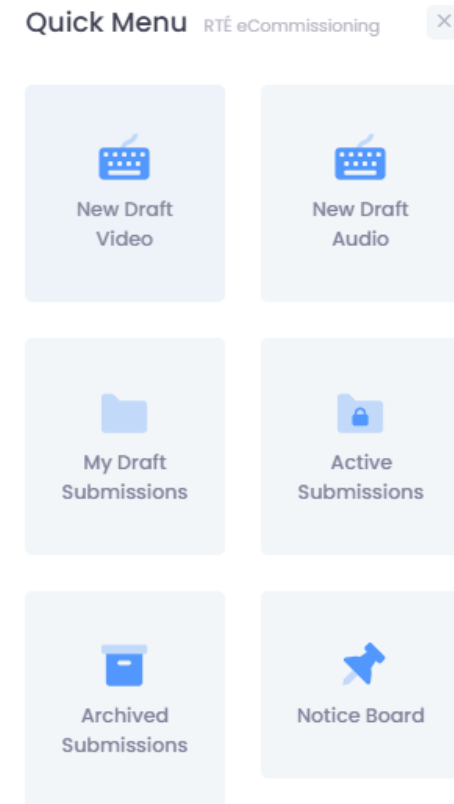 Quick Menu RTÉ eCommissioning
New Draft
Video
New Draft
Audio
My Draft
Submissions
Active
Submissions
Archived
Submissions
Notice Board